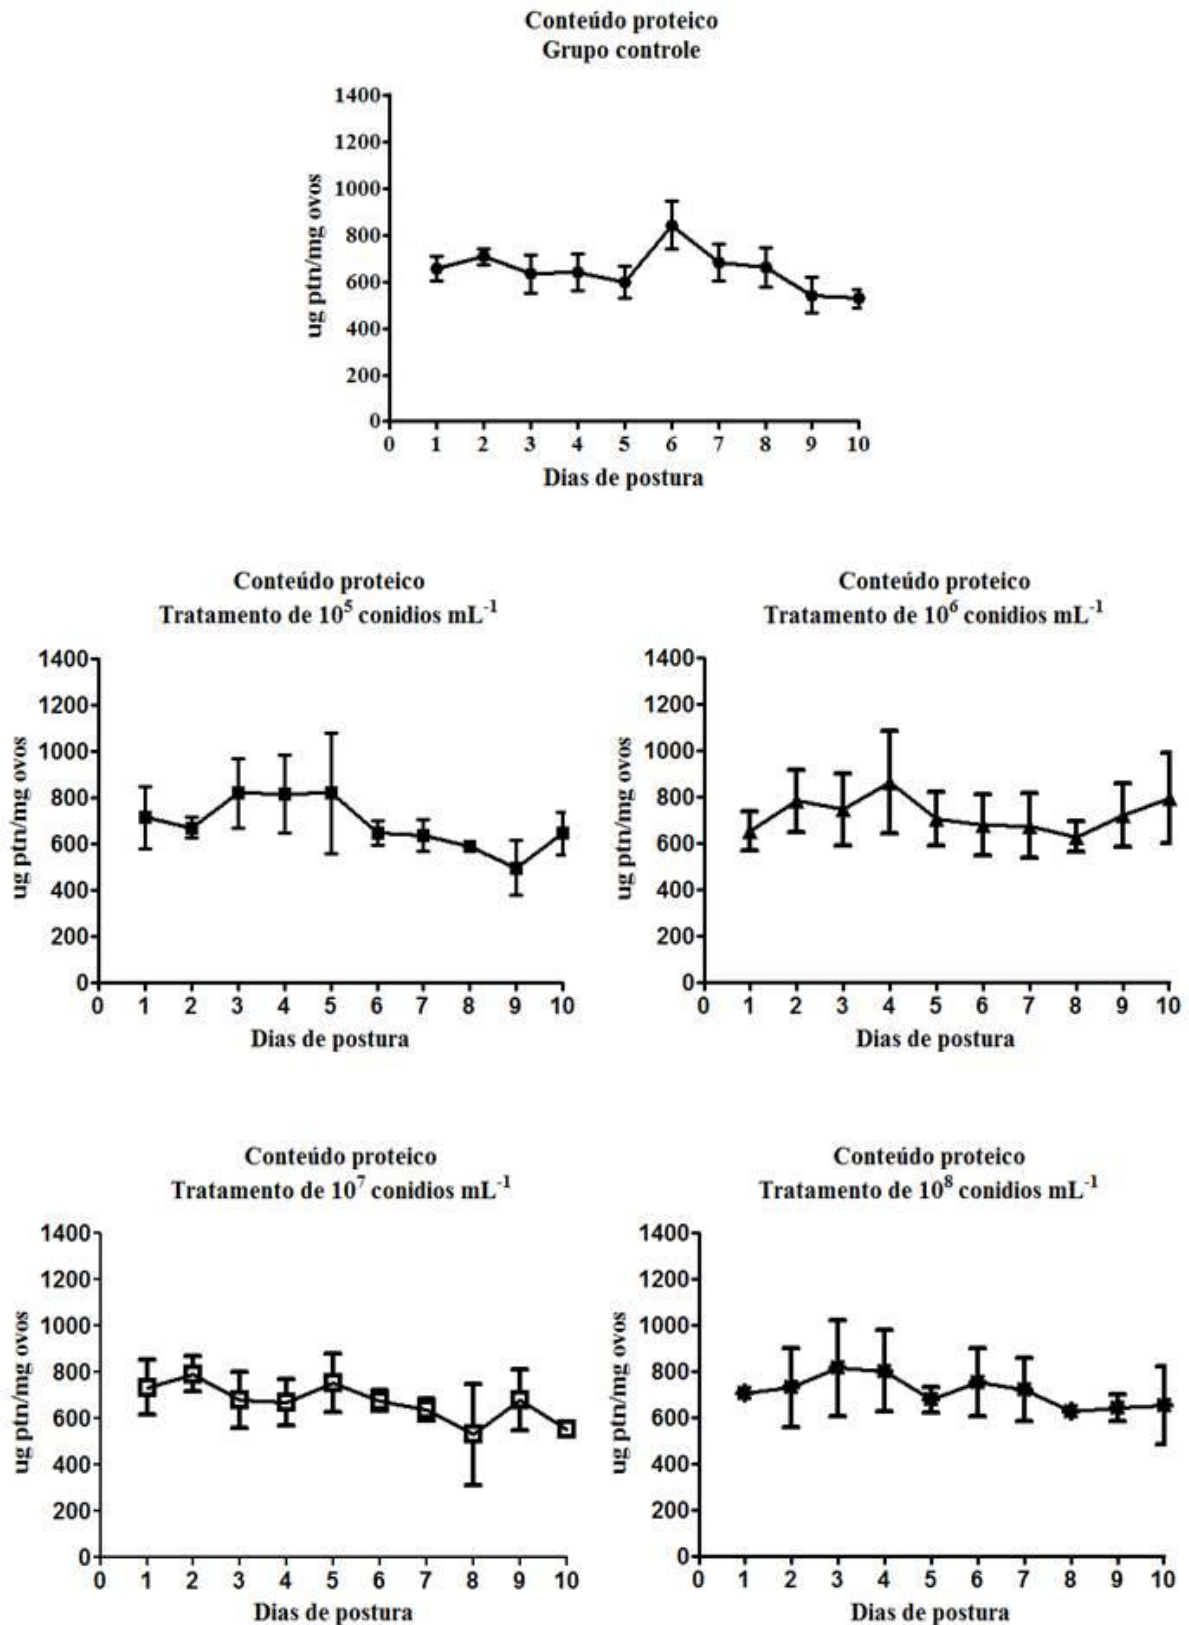 Conteúdo proteico
Grupo controle
1400
1200
1000
800
600
400
200
0
ug ptn/mg ovos
0 1 2 3 4 5 6 7 8 9 10
Dias de postura
Conteúdo proteico
Tratamento de 10⁵ conidios mL⁻¹
1400
1200
1000
800
600
400
200
0
ug ptn/mg ovos
0 1 2 3 4 5 6 7 8 9 10
Dias de postura
Conteúdo proteico
Tratamento de 10⁶ conidios mL⁻¹
1400
1200
1000
800
600
400
200
0
ug ptn/mg ovos
0 1 2 3 4 5 6 7 8 9 10
Dias de postura
Conteúdo proteico
Tratamento de 10⁷ conidios mL⁻¹
1400
1200
1000
800
600
400
200
0
ug ptn/mg ovos
0 1 2 3 4 5 6 7 8 9 10
Dias de postura
Conteúdo proteico
Tratamento de 10⁸ conidios mL⁻¹
1400
1200
1000
800
600
400
200
0
ug ptn/mg ovos
0 1 2 3 4 5 6 7 8 9 10
Dias de postura